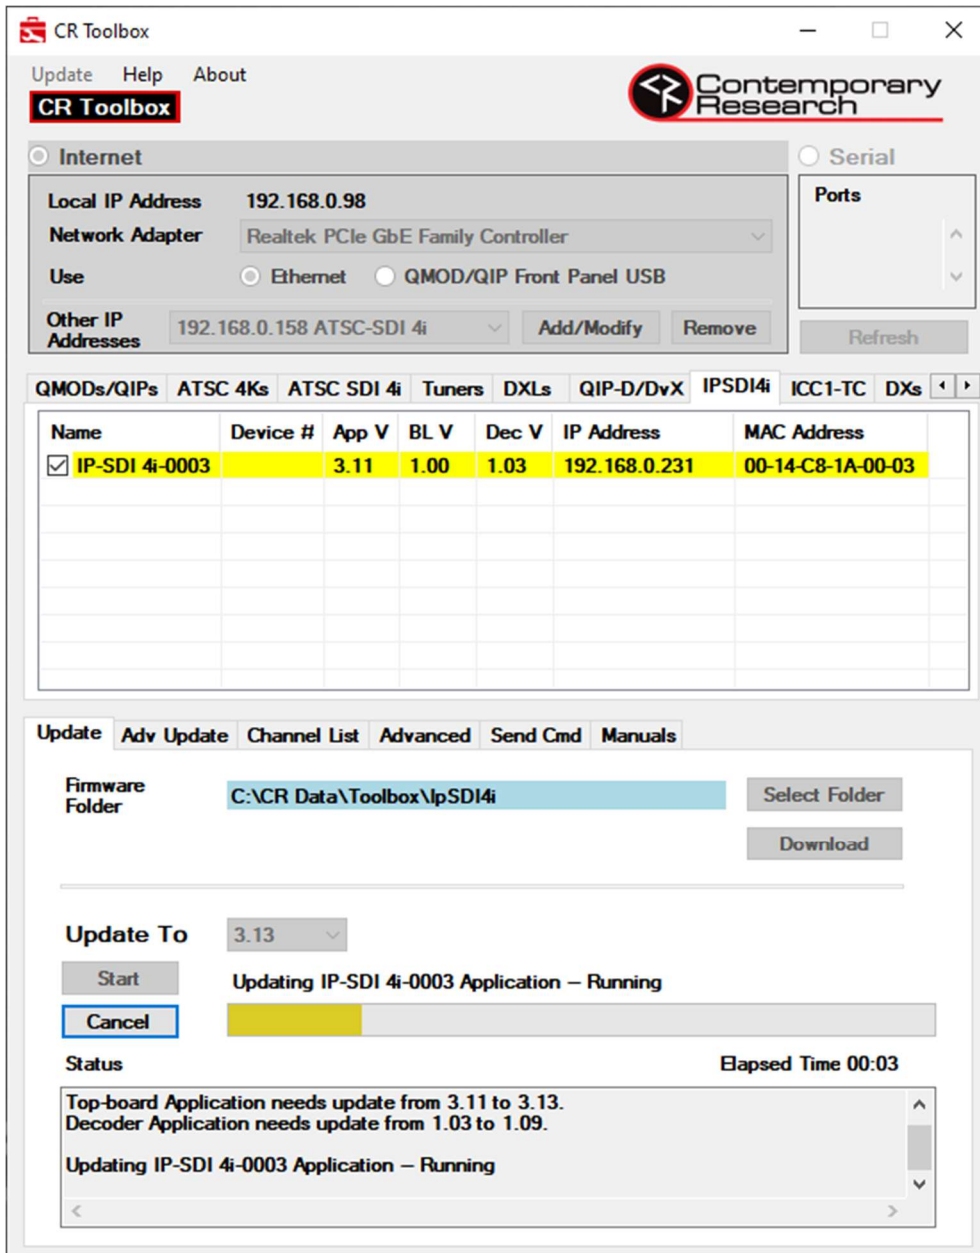 CR Toolbox
Update Help About
CR Toolbox
Contemporary
Research
Internet
Serial
Local IP Address 192.168.0.98
Network Adapter Realtek PCIe GbE Family Controller
Use Ethernet QMOD/QIP Front Panel USB
Other IP
Addresses 192.168.0.158 ATSC-SDI 4i Add/Modify Remove
Ports
Refresh
QMODs/QIPs ATSC 4Ks ATSC SDI 4i Tuners DXLs QIP-D/DvX IPSDI4i ICC1-TC DXs
Name Device # App V BL V Dec V IP Address MAC Address
IP-SDI 4i-0003 3.11 1.00 1.03 192.168.0.231 00-14-C8-1A-00-03
Update Adv Update Channel List Advanced Send Cmd Manuals
Firmware
Folder C:\CR Data\Toolbox\IpSDI4i Select Folder
Download
Update To 3.13
Start Updating IP-SDI 4i-0003 Application – Running
Cancel
Status Elapsed Time 00:03
Top-board Application needs update from 3.11 to 3.13.
Decoder Application needs update from 1.03 to 1.09.
Updating IP-SDI 4i-0003 Application – Running